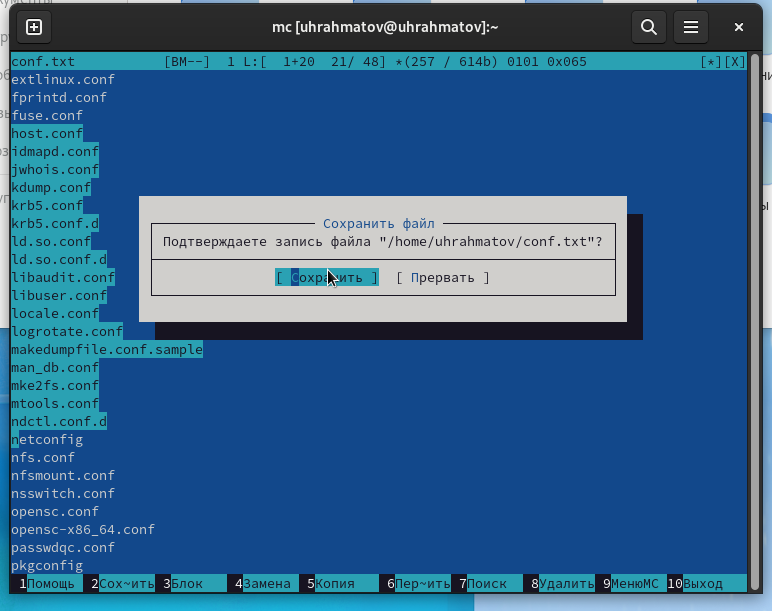 mc [uhrahmatov@uhrahmatov]:~
conf.txt [BM--] 1 L:[ 1+20 21/ 48] *(257 / 614b) 0101 0x065 [*][X]
extlinux.conf
fprintd.conf
fuse.conf
host.conf
idmapd.conf
jwhois.conf
kdump.conf
krb5.conf
krb5.conf.d
Сохранить файл
ld.so.conf
Подтверждаете запись файла "/home/uhrahmatov/conf.txt"?
ld.so.conf.d
libaudit.conf
[ Сохранить ] [ Прервать ]
libuser.conf
locale.conf
logrotate.conf
makedumpfile.conf.sample
man_db.conf
mke2fs.conf
mtools.conf
ndctl.conf.d
netconfig
nfs.conf
nfsmount.conf
nsswitch.conf
opensc.conf
opensc-x86_64.conf
passwdqc.conf
pkgconfig
1Помощь 2Сох~ить 3Блок 4Замена 5Копия 6Пер~ить 7Поиск 8Удалить 9МенюMC 10Выход